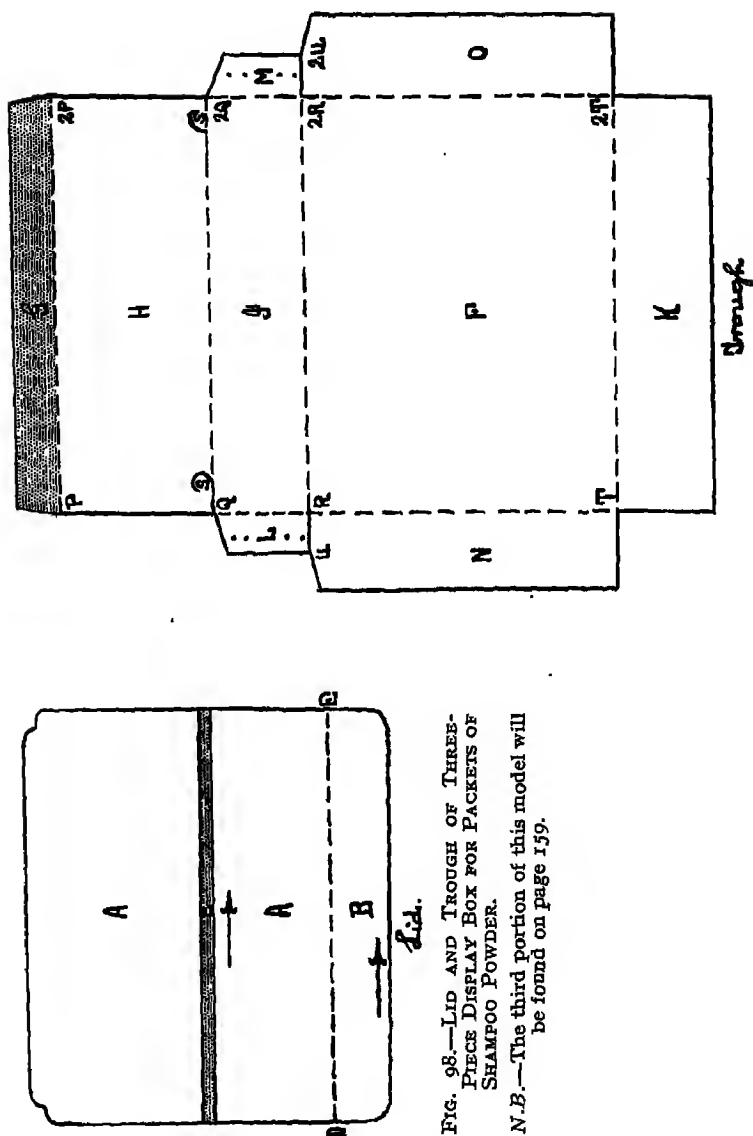 P
2P
H
S
S
Q
2Q
L
M
R
2R
U
2U
N
F
O
T
2T
K
Trough
A
A
D
E
B
Lid.
FIG. 98.—LID AND TROUGH OF THREE-
PIECE DISPLAY BOX FOR PACKETS OF
SHAMPOO POWDER.
N.B.—The third portion of this model will
be found on page 159.